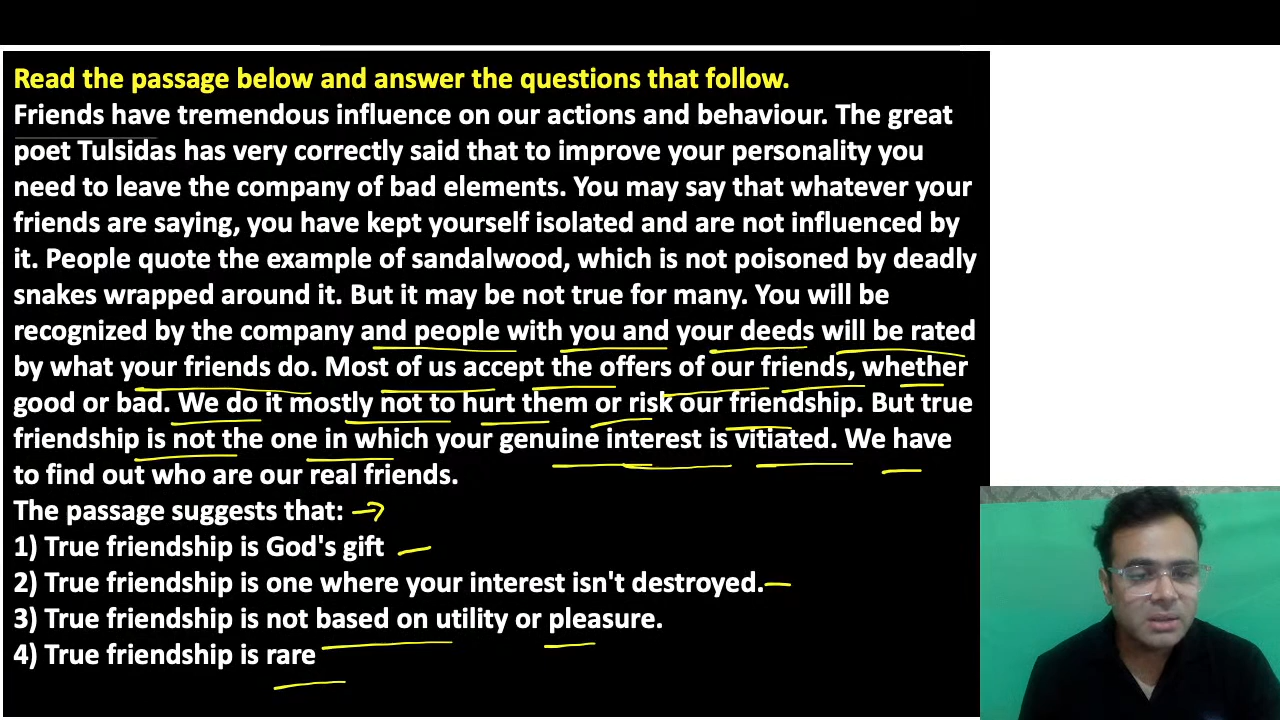 Read the passage below and answer the questions that follow.
Friends have tremendous influence on our actions and behaviour. The great
poet Tulsidas has very correctly said that to improve your personality you
need to leave the company of bad elements. You may say that whatever your
friends are saying, you have kept yourself isolated and are not influenced by
it. People quote the example of sandalwood, which is not poisoned by deadly
snakes wrapped around it. But it may be not true for many. You will be
recognized by the company and people with you and your deeds will be rated
by what your friends do. Most of us accept the offers of our friends, whether
good or bad. We do it mostly not to hurt them or risk our friendship. But true
friendship is not the one in which your genuine interest is vitiated. We have
to find out who are our real friends.
The passage suggests that:
1) True friendship is God's gift
2) True friendship is one where your interest isn't destroyed.
3) True friendship is not based on utility or pleasure.
4) True friendship is rare